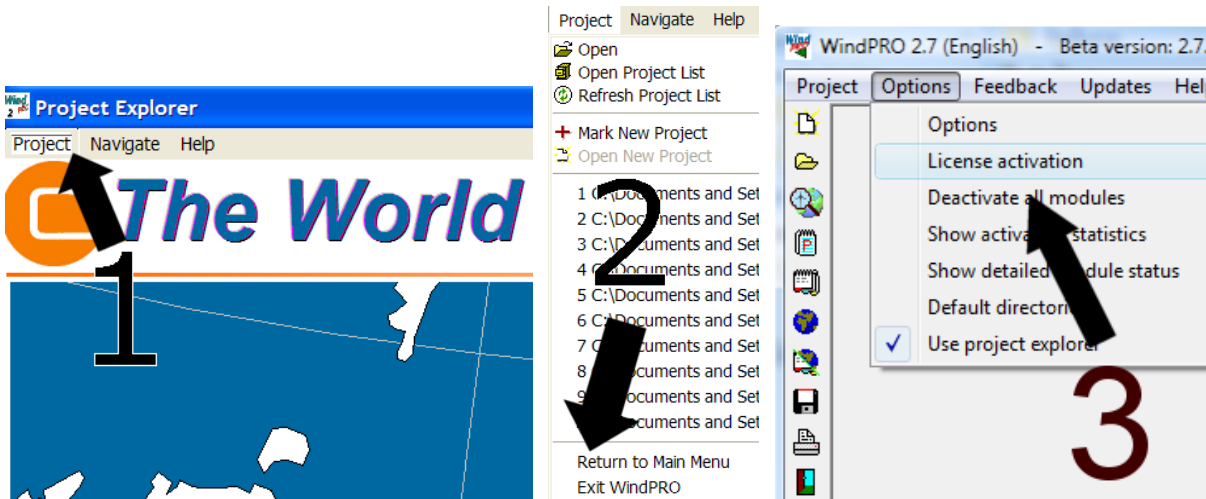 Project Explorer
Project Navigate Help
The World
1
Project Navigate Help
Open
Open Project List
Refresh Project List
Mark New Project
Open New Project
1 C:\Documents and Set
2 C:\Documents and Set
3 C:\Documents and Set
4 C:\Documents and Set
5 C:\Documents and Set
6 C:\Documents and Set
7 C:\Documents and Set
8 Documents and Set
9 Documents and Set
Documents and Set
Return to Main Menu
Exit WindPRO
2
WindPRO 2.7 (English) - Beta version: 2.7.
Project Options Feedback Updates Help
Options
License activation
Deactivate all modules
Show activation statistics
Show detailed module status
Default directories
Use project explorer
3